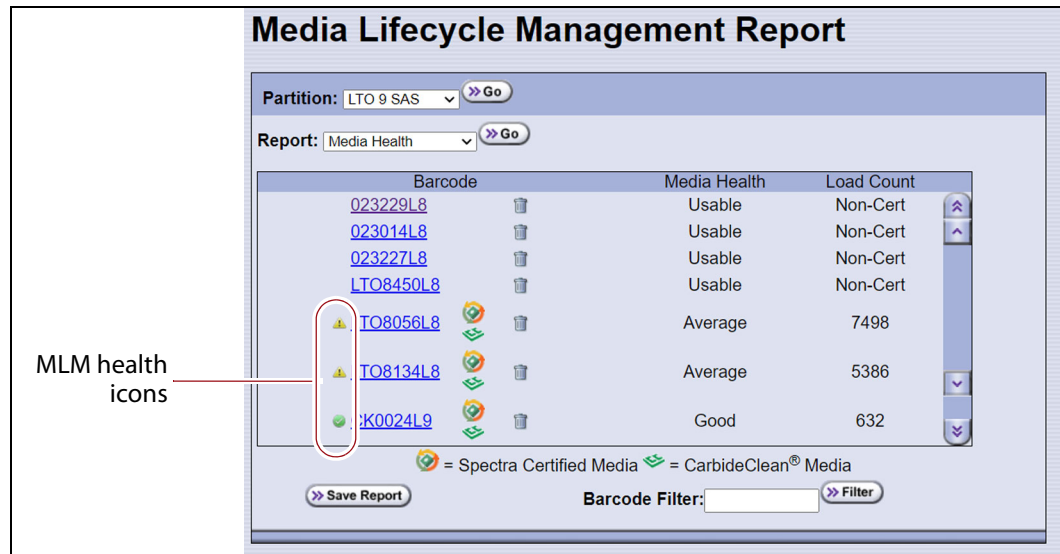 Media Lifecycle Management Report
Partition: LTO 9 SAS Go
Report: Media Health Go
Barcode Media Health Load Count
023229L8 Usable Non-Cert
023014L8 Usable Non-Cert
023227L8 Usable Non-Cert
LTO8450L8 Usable Non-Cert
TO8056L8 Average 7498
TO8134L8 Average 5386
MLM health
icons
K0024L9 Good 632
= Spectra Certified Media = CarbideClean® Media
Save Report Barcode Filter: Filter